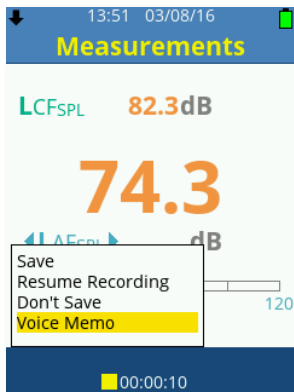 13:51 03/08/16
Measurements
LCFSPL 82.3dB
74.3
LAFSPL dB
Save
Resume Recording
Don't Save
Voice Memo
120
00:00:10